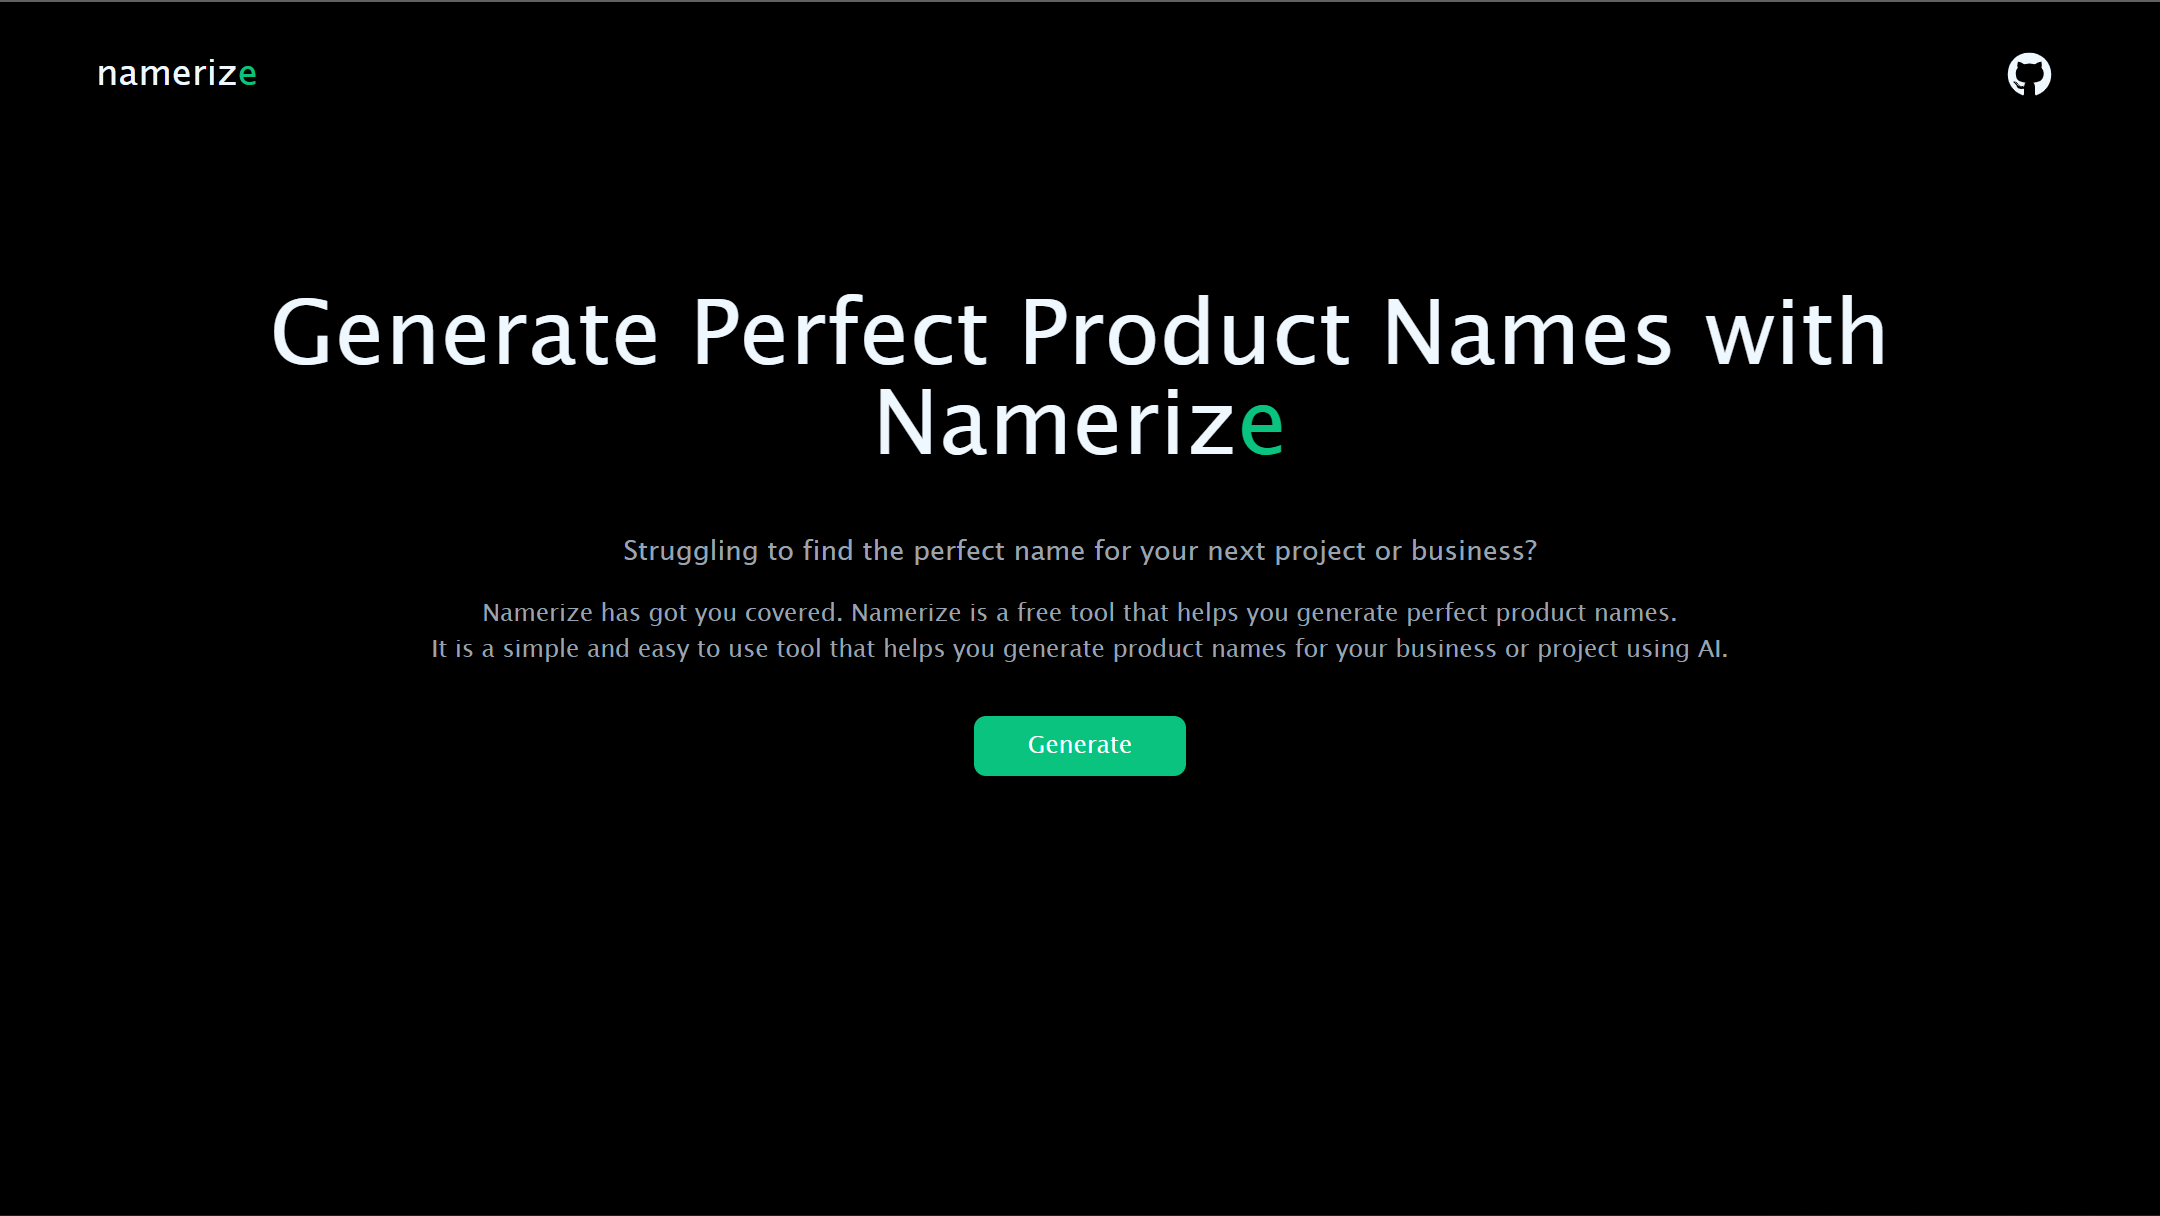 namerize
Generate Perfect Product Names with
Namerize
Struggling to find the perfect name for your next project or business?
Namerize has got you covered. Namerize is a free tool that helps you generate perfect product names.
It is a simple and easy to use tool that helps you generate product names for your business or project using AI.
Generate